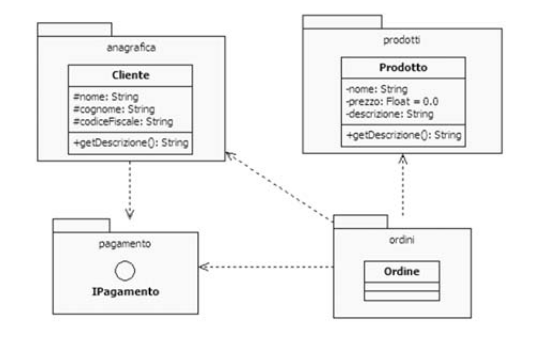 anagrafica
Cliente
#nome: String
#cognome: String
#codiceFiscale: String
+getDescrizione(): String
prodotti
Prodotto
-nome: String
-prezzo: Float = 0.0
-descrizione: String
+getDescrizione(): String
pagamento
IPagamento
ordini
Ordine